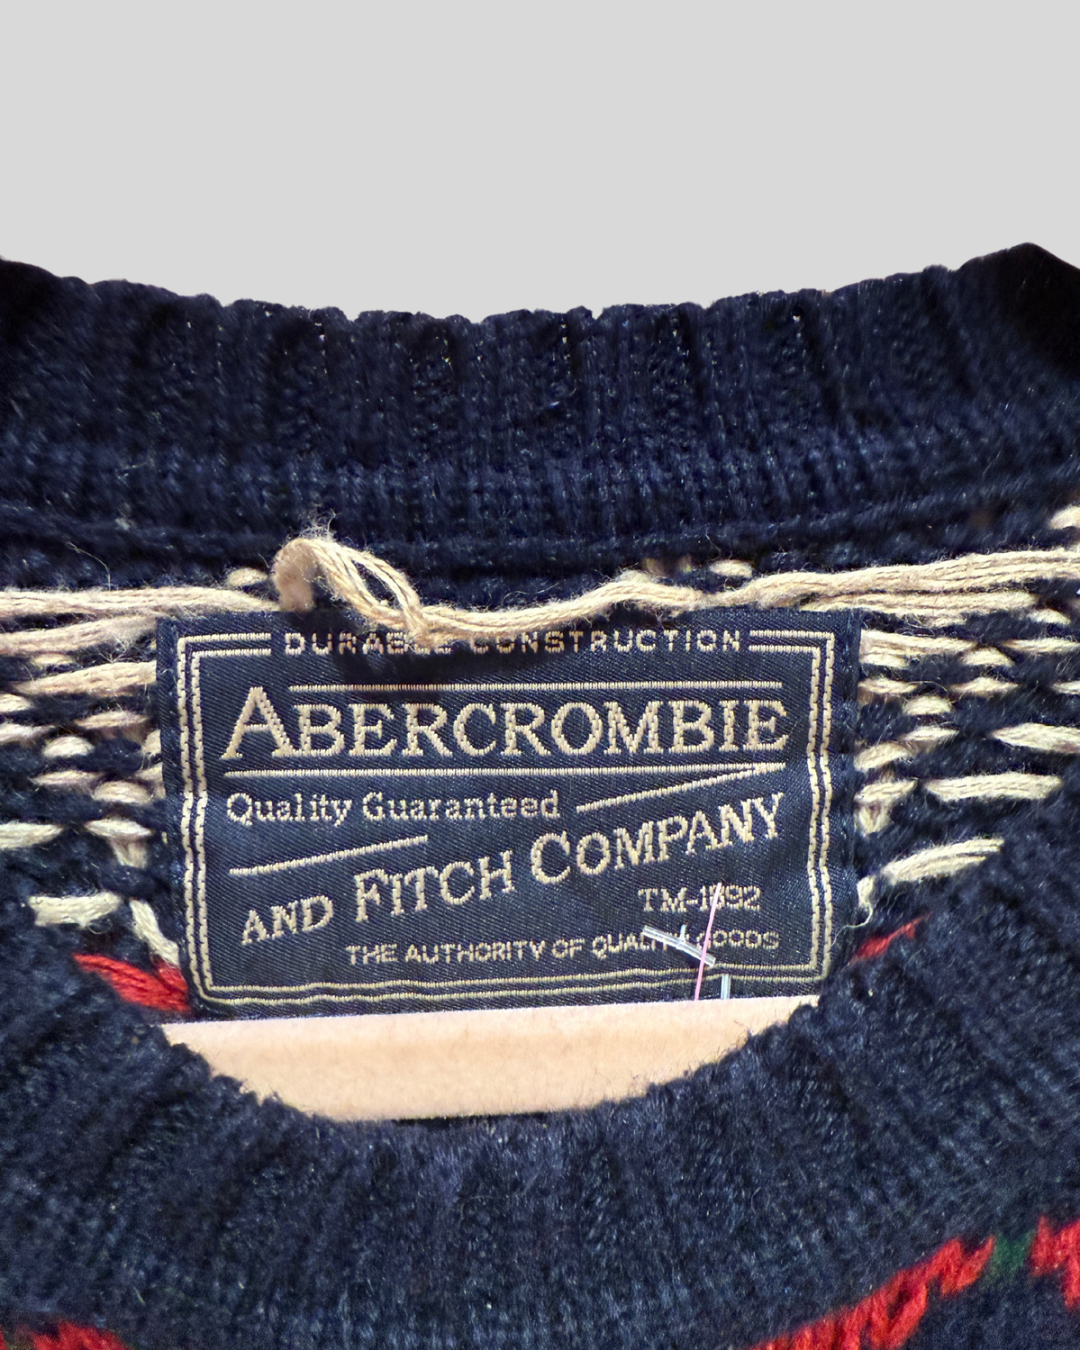 DURABLE CONSTRUCTION
ABERCROMBIE
Quality Guaranteed
AND FITCH COMPANY
TM-1892
THE AUTHORITY OF QUALITY GOODS